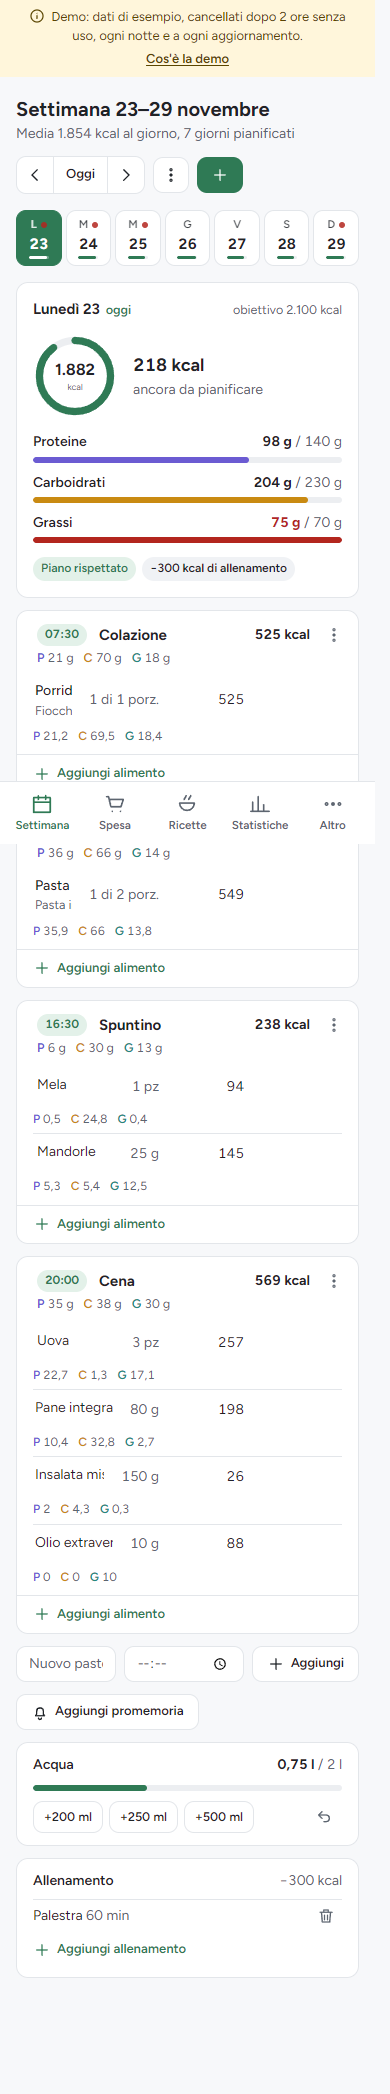 Demo: dati di esempio, cancellati dopo 2 ore senza
uso, ogni notte e a ogni aggiornamento.
Cos'è la demo
Settimana 23–29 novembre
Media 1.854 kcal al giorno, 7 giorni pianificati
Oggi
L M M G V S D
23 24 25 26 27 28 29
Lunedì 23 oggi obiettivo 2.100 kcal
1.882
kcal
218 kcal
ancora da pianificare
Proteine 98 g / 140 g
Carboidrati 204 g / 230 g
Grassi 75 g / 70 g
Piano rispettato −300 kcal di allenamento
07:30 Colazione 525 kcal
P 21 g C 70 g G 18 g
Porrid 1 di 1 porz. 525
Fiocch
P 21,2 C 69,5 G 18,4
Aggiungi alimento
Settimana Spesa Ricette Statistiche Altro
P 36 g C 66 g G 14 g
Pasta 1 di 2 porz. 549
Pasta i
P 35,9 C 66 G 13,8
Aggiungi alimento
16:30 Spuntino 238 kcal
P 6 g C 30 g G 13 g
Mela 1 pz 94
P 0,5 C 24,8 G 0,4
Mandorle 25 g 145
P 5,3 C 5,4 G 12,5
Aggiungi alimento
20:00 Cena 569 kcal
P 35 g C 38 g G 30 g
Uova 3 pz 257
P 22,7 C 1,3 G 17,1
Pane integra 80 g 198
P 10,4 C 32,8 G 2,7
Insalata mis 150 g 26
P 2 C 4,3 G 0,3
Olio extraver 10 g 88
P 0 C 0 G 10
Aggiungi alimento
Nuovo pasto --:-- Aggiungi
Aggiungi promemoria
Acqua 0,75 l / 2 l
+200 ml +250 ml +500 ml
Allenamento −300 kcal
Palestra 60 min
Aggiungi allenamento